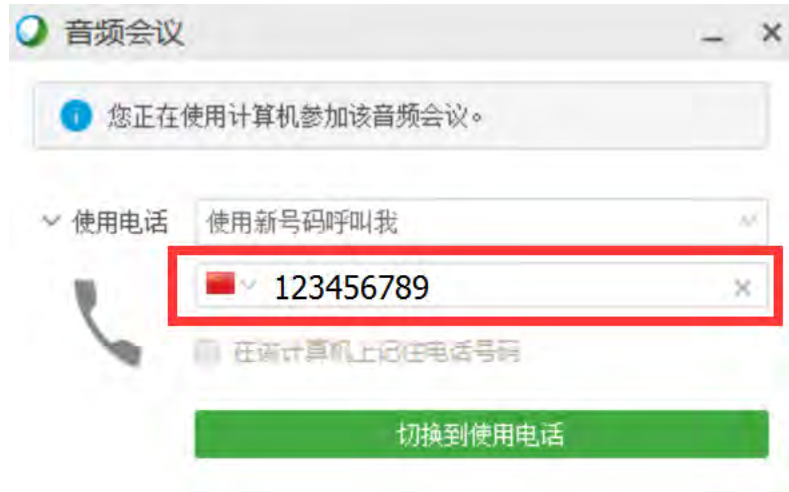 音频会议
您正在使用计算机参加该音频会议。
使用电话
使用新号码呼叫我
123456789
在该计算机上记住电话号码
切换到使用电话